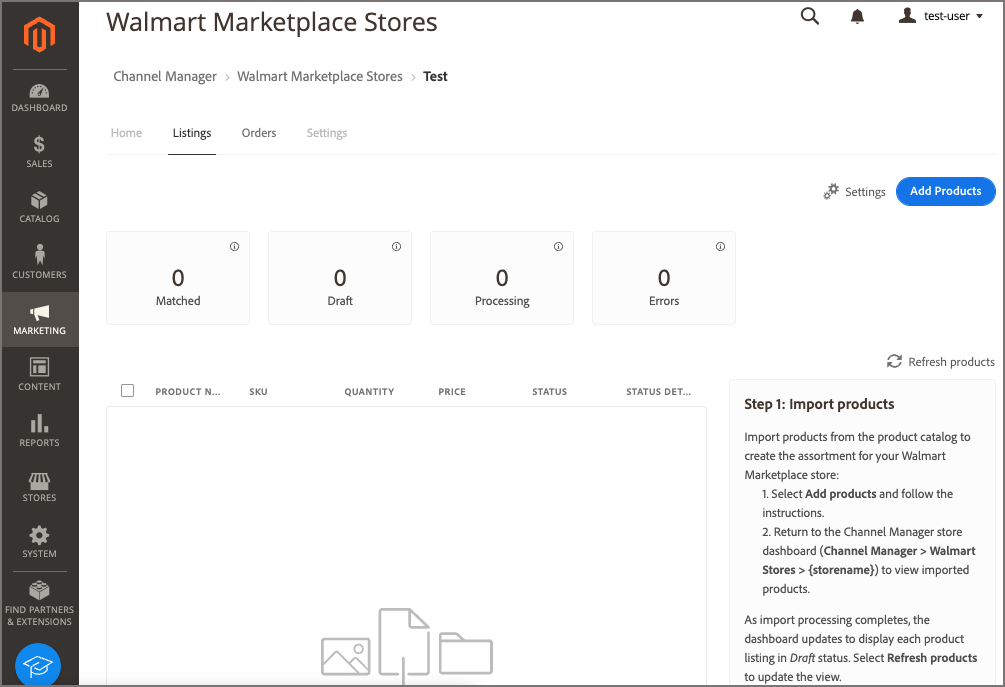 Walmart Marketplace Stores
test-user
Channel Manager > Walmart Marketplace Stores > Test
Home Listings Orders Settings
Settings Add Products
0 0 0 0
Matched Draft Processing Errors
Refresh products
PRODUCT N... SKU QUANTITY PRICE STATUS STATUS DET...
Step 1: Import products
Import products from the product catalog to
create the assortment for your Walmart
Marketplace store:
1. Select Add products and follow the
instructions.
2. Return to the Channel Manager store
dashboard (Channel Manager > Walmart
Stores > {storename}) to view imported
products.
As import processing completes, the
dashboard updates to display each product
listing in Draft status. Select Refresh products
to update the view.
DASHBOARD
$
SALES
CATALOG
CUSTOMERS
MARKETING
CONTENT
REPORTS
STORES
SYSTEM
FIND PARTNERS
& EXTENSIONS